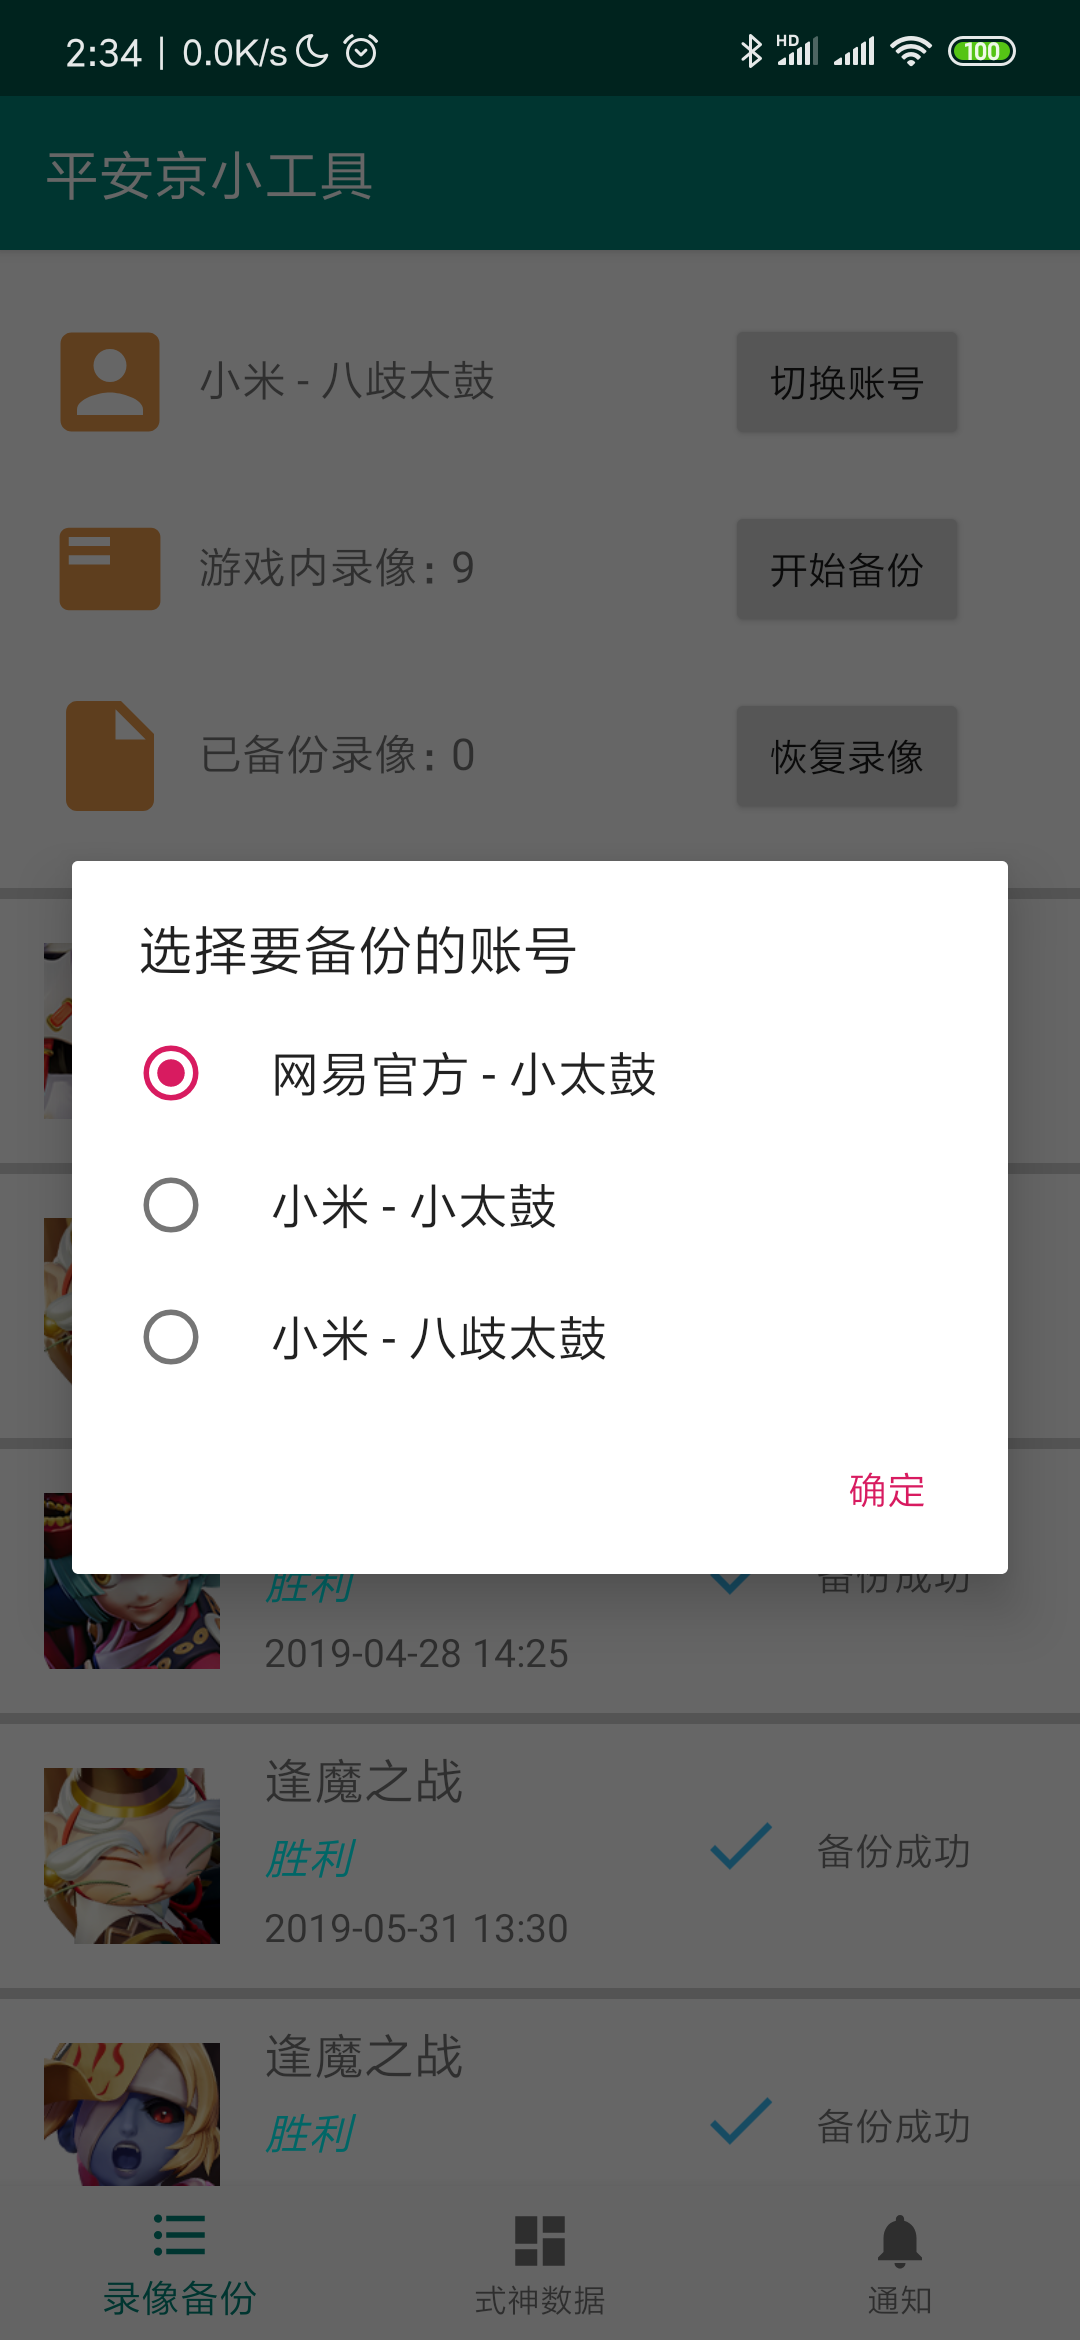 2:34 | 0.0K/s
HD
100
平安京小工具
小米 - 八歧太鼓
切换账号
游戏内录像: 9
开始备份
已备份录像: 0
恢复录像
选择要备份的账号
网易官方 - 小太鼓
小米 - 小太鼓
小米 - 八歧太鼓
确定
胜利
备份成功
2019-04-28 14:25
逢魔之战
胜利
备份成功
2019-05-31 13:30
逢魔之战
胜利
备份成功
录像备份
式神数据
通知